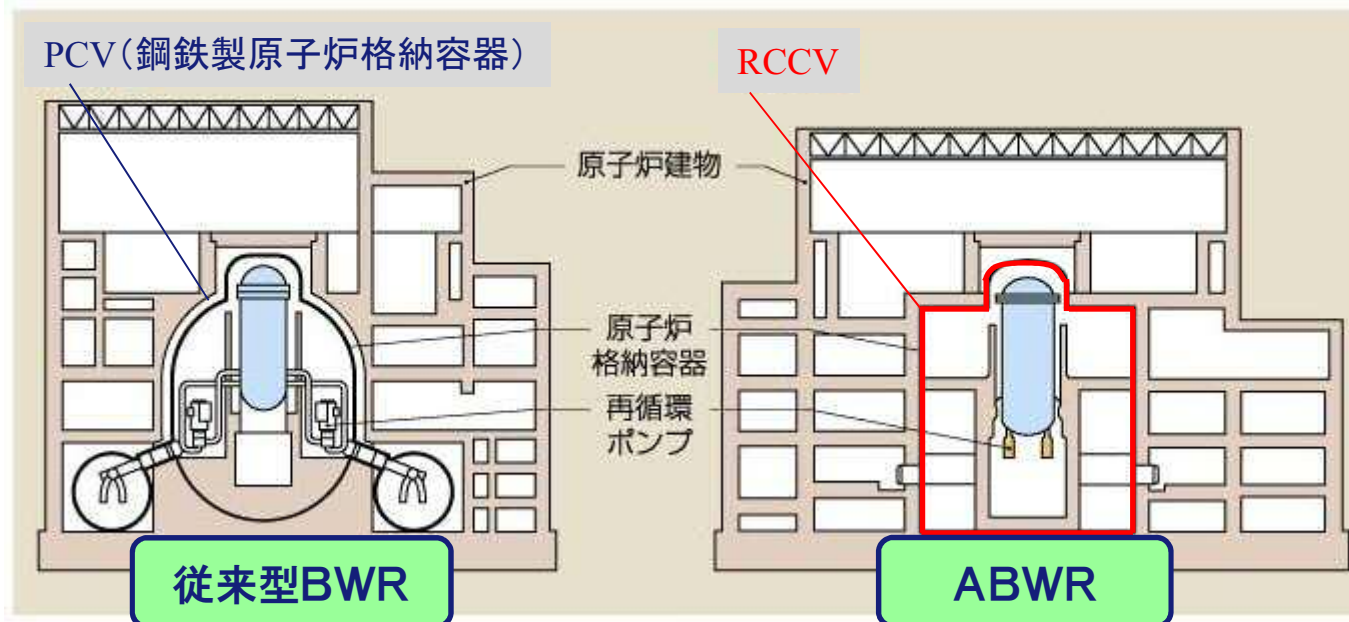 PCV(鋼鉄製原子炉格納容器)
RCCV
原子炉建物
原子炉
格納容器
再循環
ポンプ
従来型BWR
ABWR